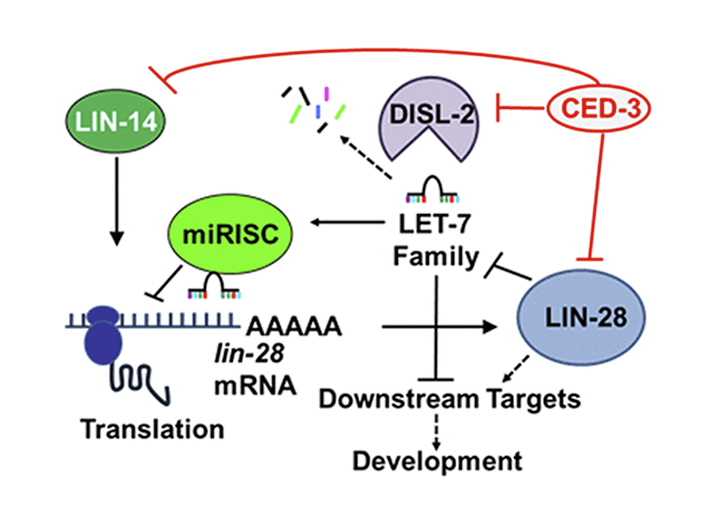 LIN-14
DISL-2
CED-3
miRISC
LET-7
Family
LIN-28
AAAAA
lin-28
mRNA
Translation
Downstream Targets
Development